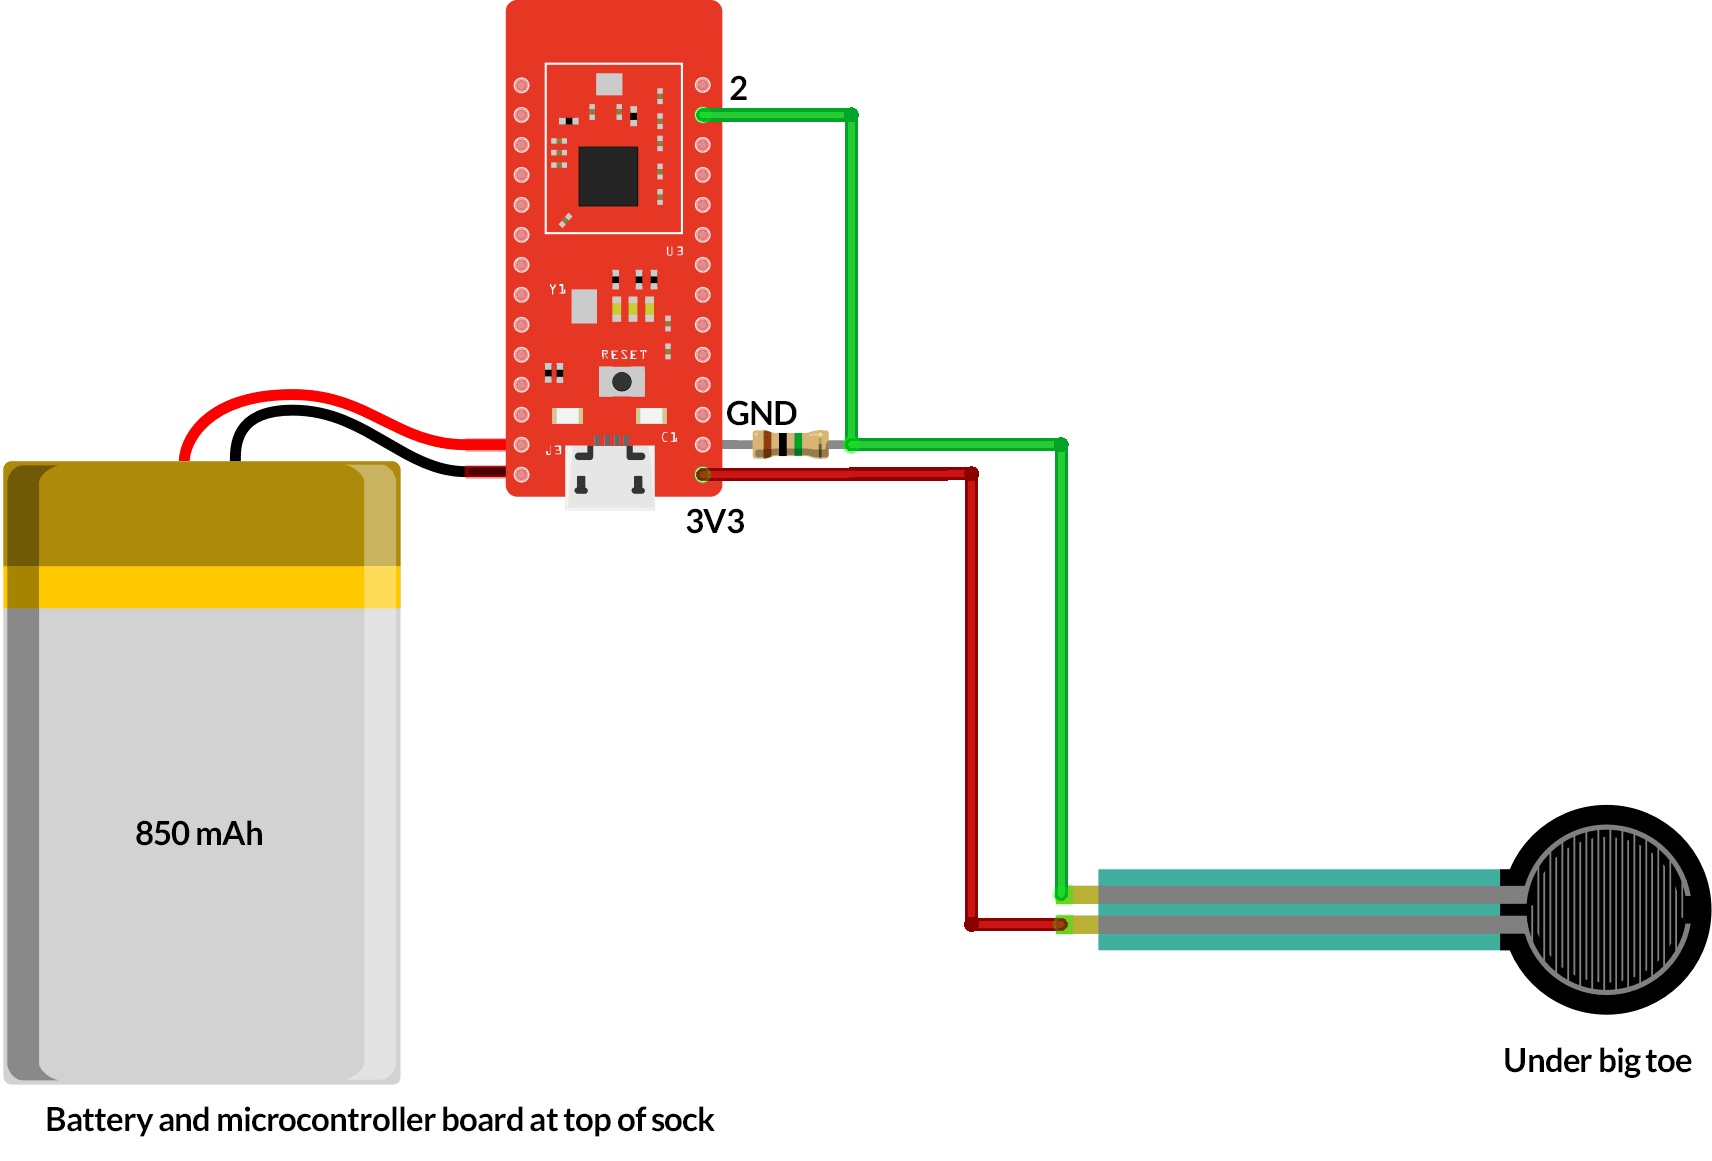 2
U3
Y1
RESET
GND
C1
J3
3V3
850 mAh
Under big toe
Battery and microcontroller board at top of sock